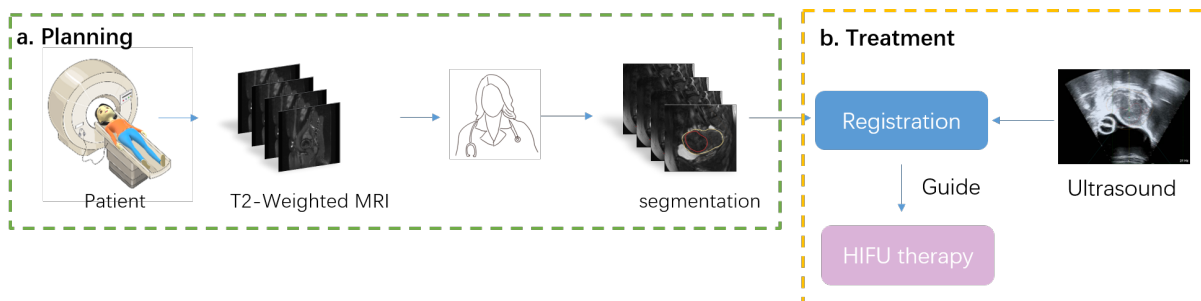 a. Planning
Patient
T2-Weighted MRI
segmentation
b. Treatment
Registration
Guide
Ultrasound
HIFU therapy